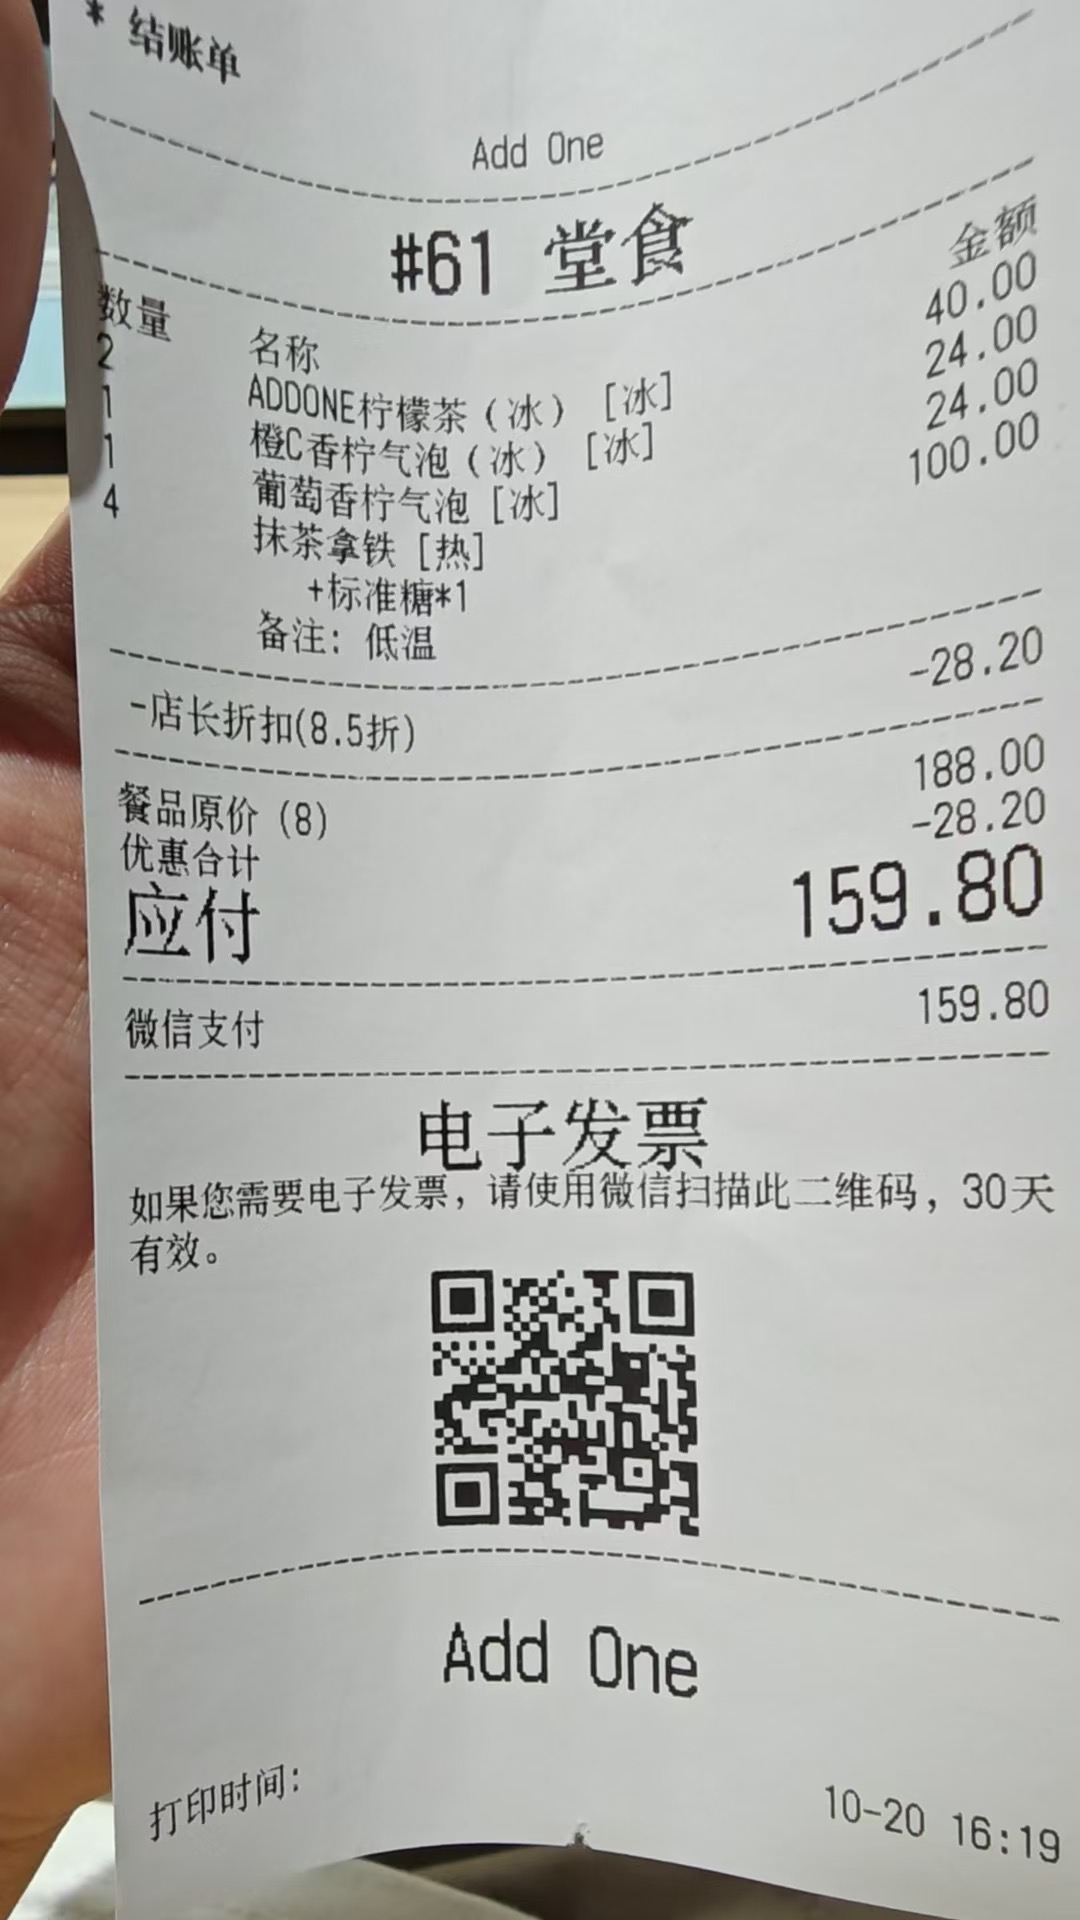 * 结账单
Add One
#61 堂食
数量 名称 金额
2 ADDONE柠檬茶（冰）[冰] 40.00
1 橙C香柠气泡（冰）[冰] 24.00
1 葡萄香柠气泡[冰] 24.00
4 抹茶拿铁[热] 100.00
+标准糖*1
备注：低温
-店长折扣(8.5折) -28.20
餐品原价 (8) 188.00
优惠合计 -28.20
应付 159.80
微信支付 159.80
电子发票
如果您需要电子发票，请使用微信扫描此二维码，30天
有效。
Add One
打印时间: 10-20 16:19